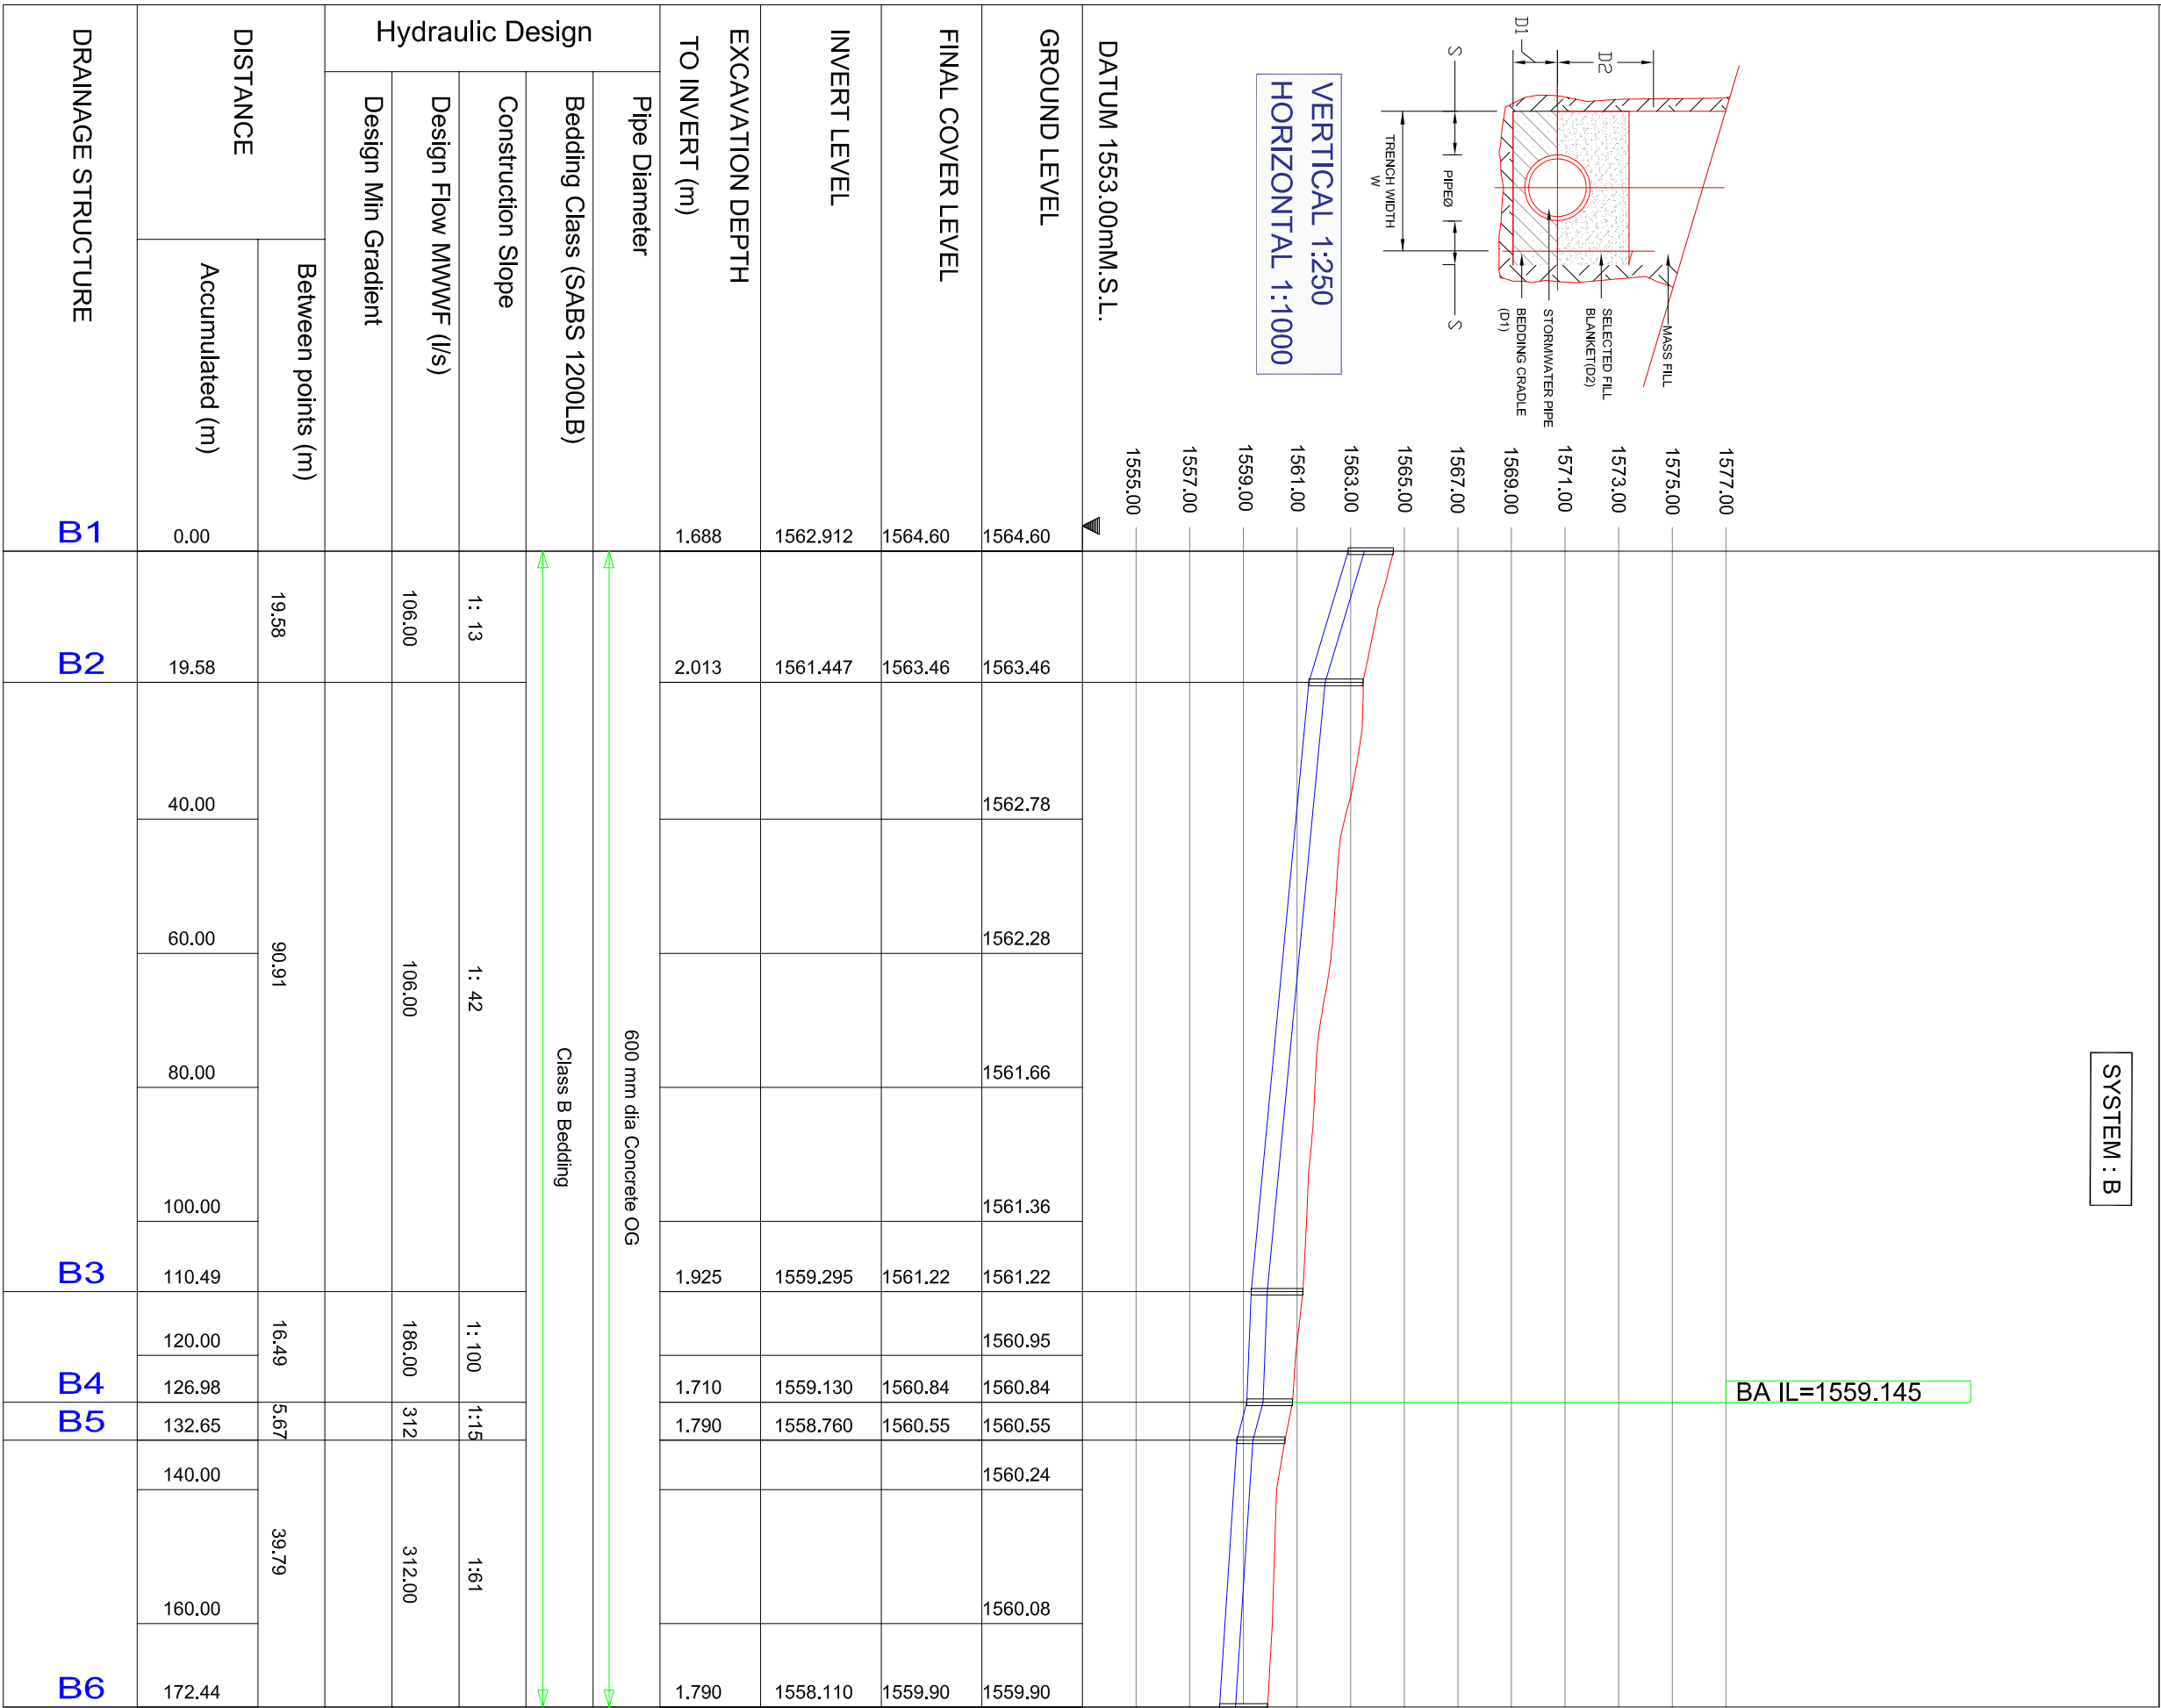 SYSTEM : B
BA IL=1559.145
MASS FILL
SELECTED FILL
BLANKET(D2)
STORMWATER PIPE
BEDDING CRADLE
(D1)
D2
D1
S
PIPEØ
S
TRENCH WIDTH
W
VERTICAL 1:250
HORIZONTAL 1:1000
1577.00
1575.00
1573.00
1571.00
1569.00
1567.00
1565.00
1563.00
1561.00
1559.00
1557.00
1555.00
DATUM 1553.00mM.S.L.
GROUND LEVEL
1564.60
1563.46
1562.78
1562.28
1561.66
1561.36
1561.22
1560.95
1560.84
1560.55
1560.24
1560.08
1559.90
FINAL COVER LEVEL
1564.60
1563.46
1561.22
1560.84
1560.55
1559.90
INVERT LEVEL
1562.912
1561.447
1559.295
1559.130
1558.760
1558.110
EXCAVATION DEPTH
TO INVERT (m)
1.688
2.013
1.925
1.710
1.790
1.790
Hydraulic Design
Pipe Diameter
600 mm dia Concrete OG
Bedding Class (SABS 1200LB)
Class B Bedding
Construction Slope
1: 13
1: 42
1: 100
1:15
1:61
Design Flow MWWF (l/s)
106.00
106.00
186.00
312
312.00
Design Min Gradient
DISTANCE
Between points (m)
19.58
90.91
16.49
5.67
39.79
Accumulated (m)
0.00
19.58
40.00
60.00
80.00
100.00
110.49
120.00
126.98
132.65
140.00
160.00
172.44
DRAINAGE STRUCTURE
B1
B2
B3
B4
B5
B6